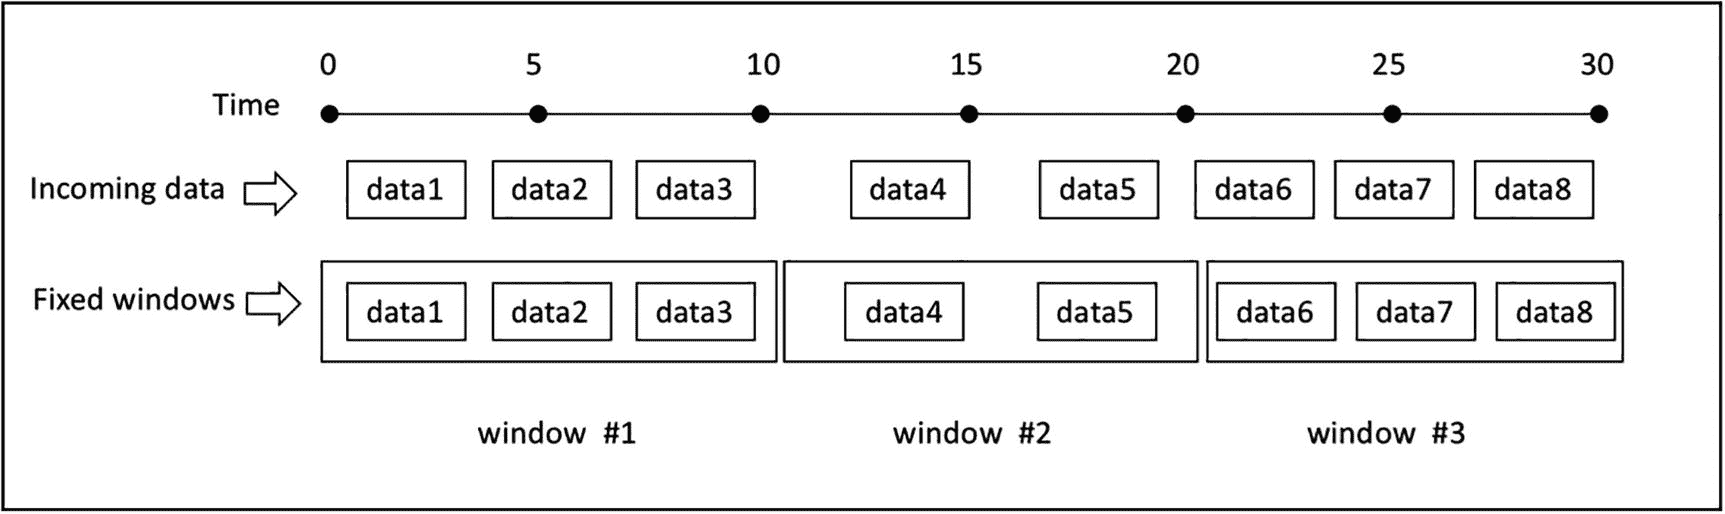 0 5 10 15 20 25 30
Time
Incoming data data1 data2 data3 data4 data5 data6 data7 data8
Fixed windows data1 data2 data3 data4 data5 data6 data7 data8
window #1 window #2 window #3